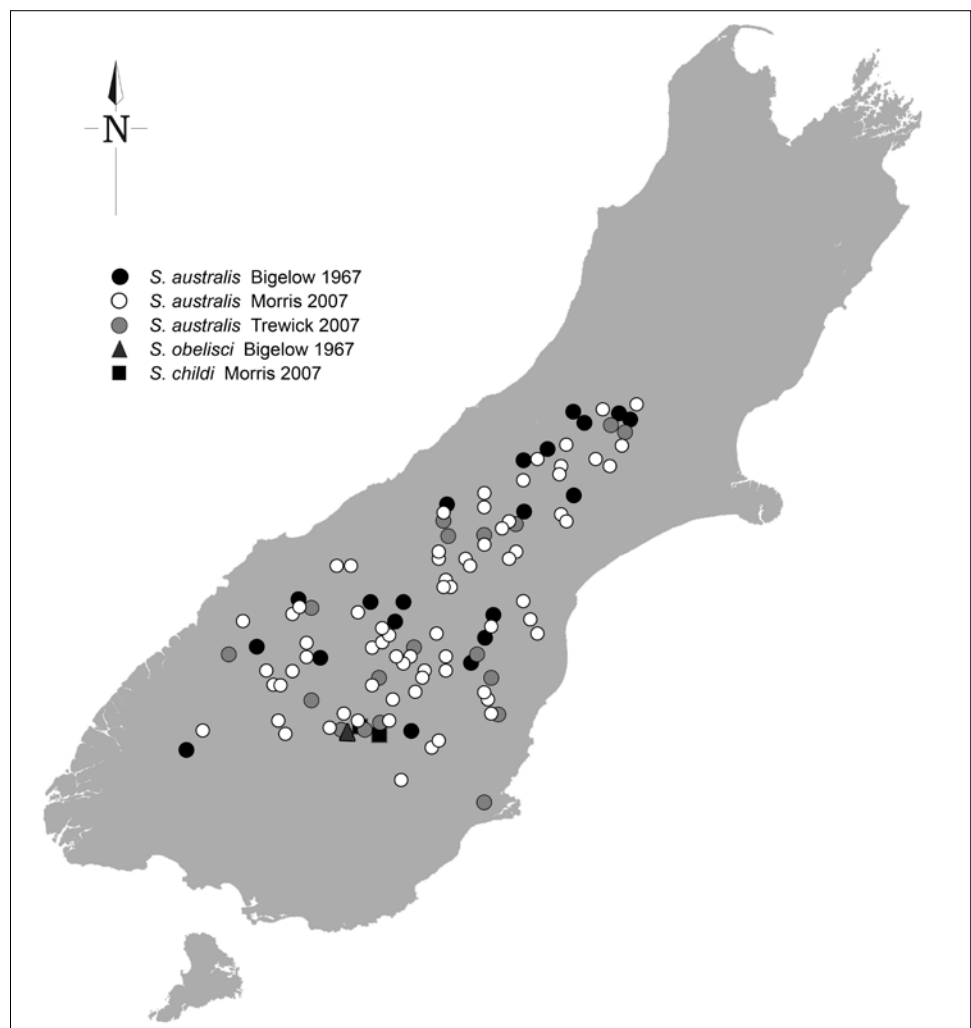 N
S. australis Bigelow 1967
S. australis Morris 2007
S. australis Trewick 2007
S. obelisci Bigelow 1967
S. childi Morris 2007